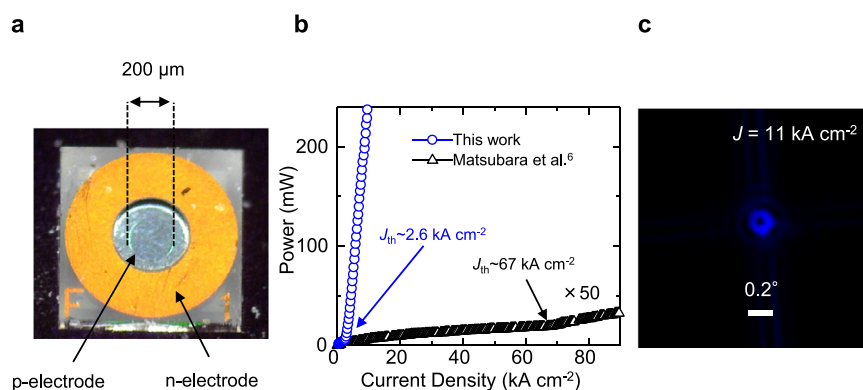 a
200 µm
F
1
p-electrode
n-electrode
b
Power (mW)
200
100
0
This work
Matsubara et al.⁶
Jth~2.6 kA cm⁻²
Jth~67 kA cm⁻²
× 50
20
40
60
80
Current Density (kA cm⁻²)
c
J = 11 kA cm⁻²
0.2°